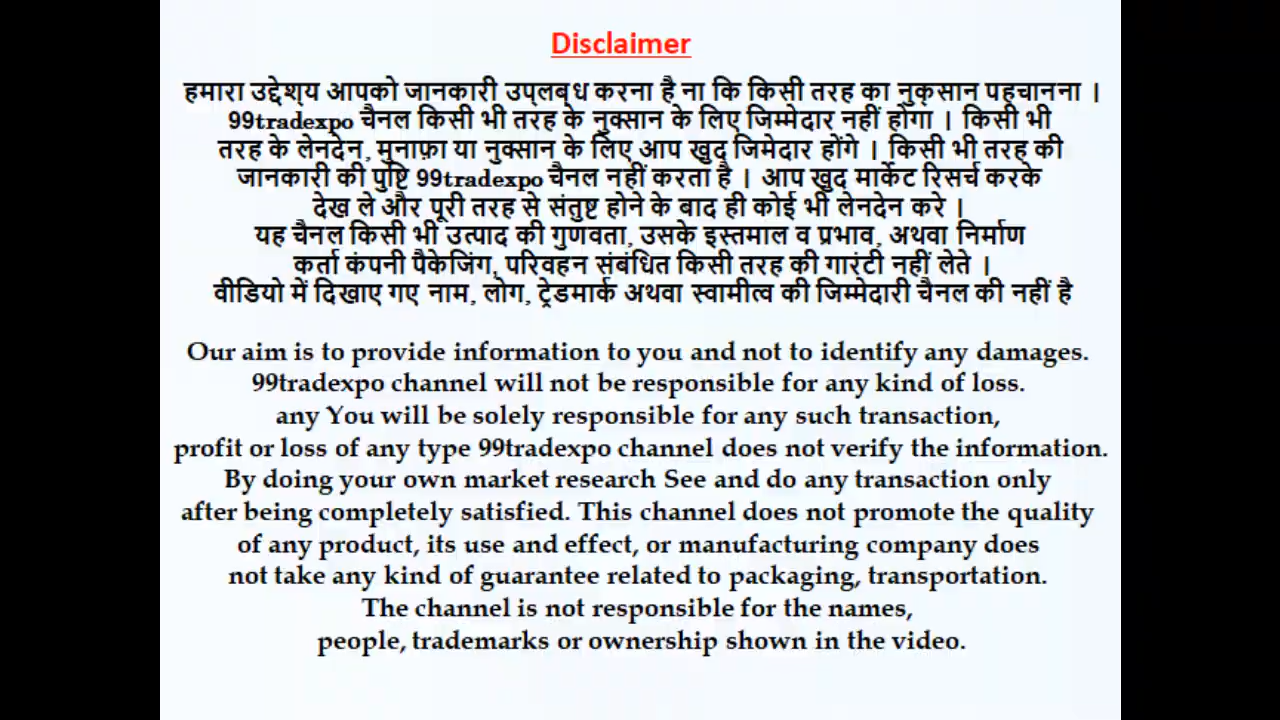 Disclaimer
हमारा उद्देश्य आपको जानकारी उप्लब्ध करना है ना कि किसी तरह का नुक्सान पहचानना ।
99tradexpo चैनल किसी भी तरह के नुक्सान के लिए जिम्मेदार नहीं होगा । किसी भी
तरह के लेनदेन, मुनाफ़ा या नुक्सान के लिए आप खुद जिमेदार होंगे । किसी भी तरह की
जानकारी की पुष्टि 99tradexpo चैनल नहीं करता है । आप खुद मार्केट रिसर्च करके
देख ले और पूरी तरह से संतुष्ट होने के बाद ही कोई भी लेनदेन करे ।
यह चैनल किसी भी उत्पाद की गुणवता, उसके इस्तमाल व प्रभाव, अथवा निर्माण
कर्ता कंपनी पैकेजिंग, परिवहन संबंधित किसी तरह की गारंटी नहीं लेते ।
वीडियो में दिखाए गए नाम, लोग, ट्रेडमार्क अथवा स्वामीत्व की जिम्मेदारी चैनल की नहीं है
Our aim is to provide information to you and not to identify any damages.
99tradexpo channel will not be responsible for any kind of loss.
any You will be solely responsible for any such transaction,
profit or loss of any type 99tradexpo channel does not verify the information.
By doing your own market research See and do any transaction only
after being completely satisfied. This channel does not promote the quality
of any product, its use and effect, or manufacturing company does
not take any kind of guarantee related to packaging, transportation.
The channel is not responsible for the names,
people, trademarks or ownership shown in the video.